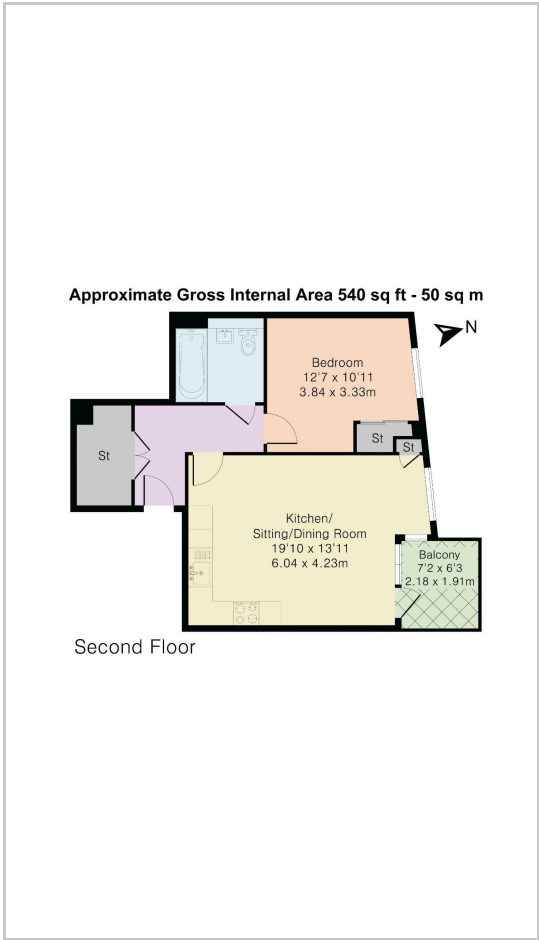 Approximate Gross Internal Area 540 sq ft - 50 sq m
N
Bedroom
12'7 x 10'11
3.84 x 3.33m
St
St
St
Kitchen/
Sitting/Dining Room
19'10 x 13'11
6.04 x 4.23m
Balcony
7'2 x 6'3
2.18 x 1.91m
Second Floor